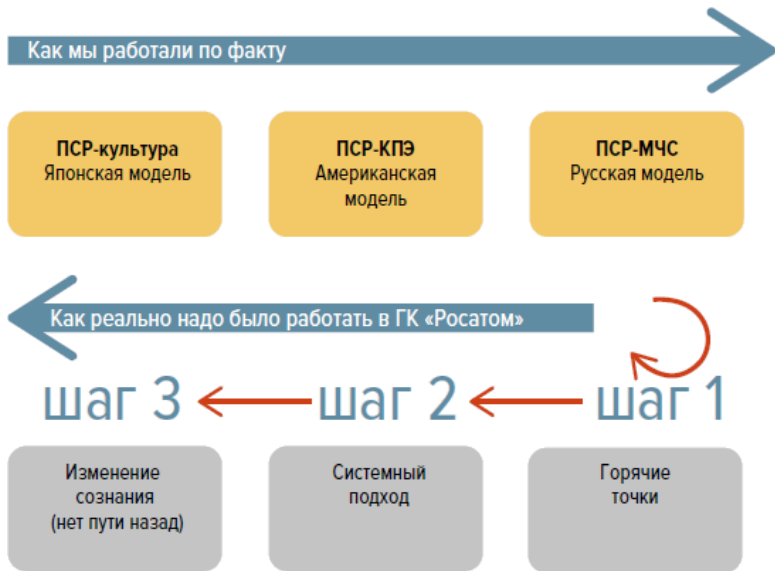 Как мы работали по факту
ПСР-культура
Японская модель
ПСР-КПЭ
Американская
модель
ПСР-МЧС
Русская модель
Как реально надо было работать в ГК «Росатом»
шаг 3
шаг 2
шаг 1
Изменение
сознания
(нет пути назад)
Системный
подход
Горячие
точки